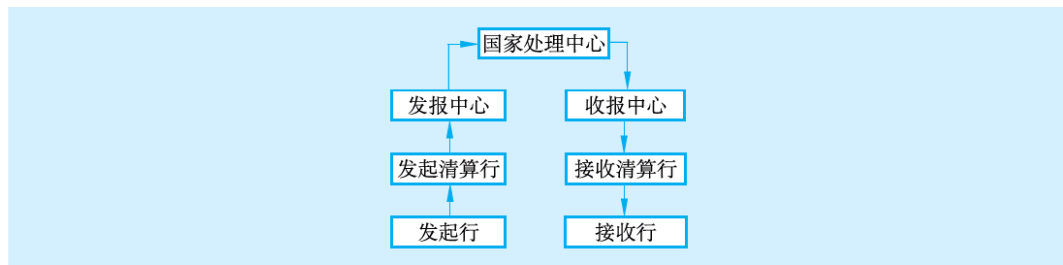 国家处理中心
发报中心
收报中心
发起清算行
接收清算行
发起行
接收行